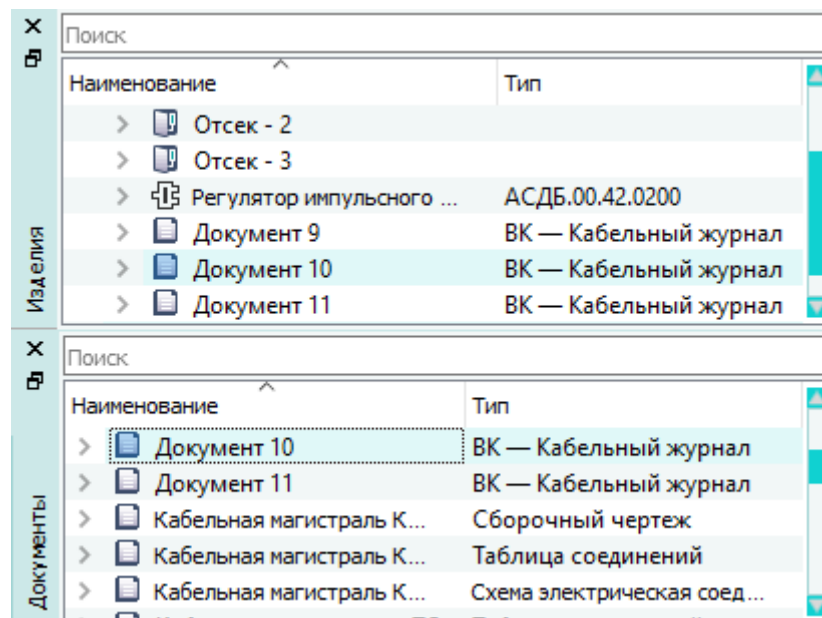 Поиск
Наименование Тип
Отсек - 2
Отсек - 3
Регулятор импульсного ... АСДБ.00.42.0200
Документ 9 ВК — Кабельный журнал
Документ 10 ВК — Кабельный журнал
Документ 11 ВК — Кабельный журнал
Изделия
Поиск
Наименование Тип
Документ 10 ВК — Кабельный журнал
Документ 11 ВК — Кабельный журнал
Кабельная магистраль К... Сборочный чертеж
Кабельная магистраль К... Таблица соединений
Кабельная магистраль К... Схема электрическая соед...
Документы